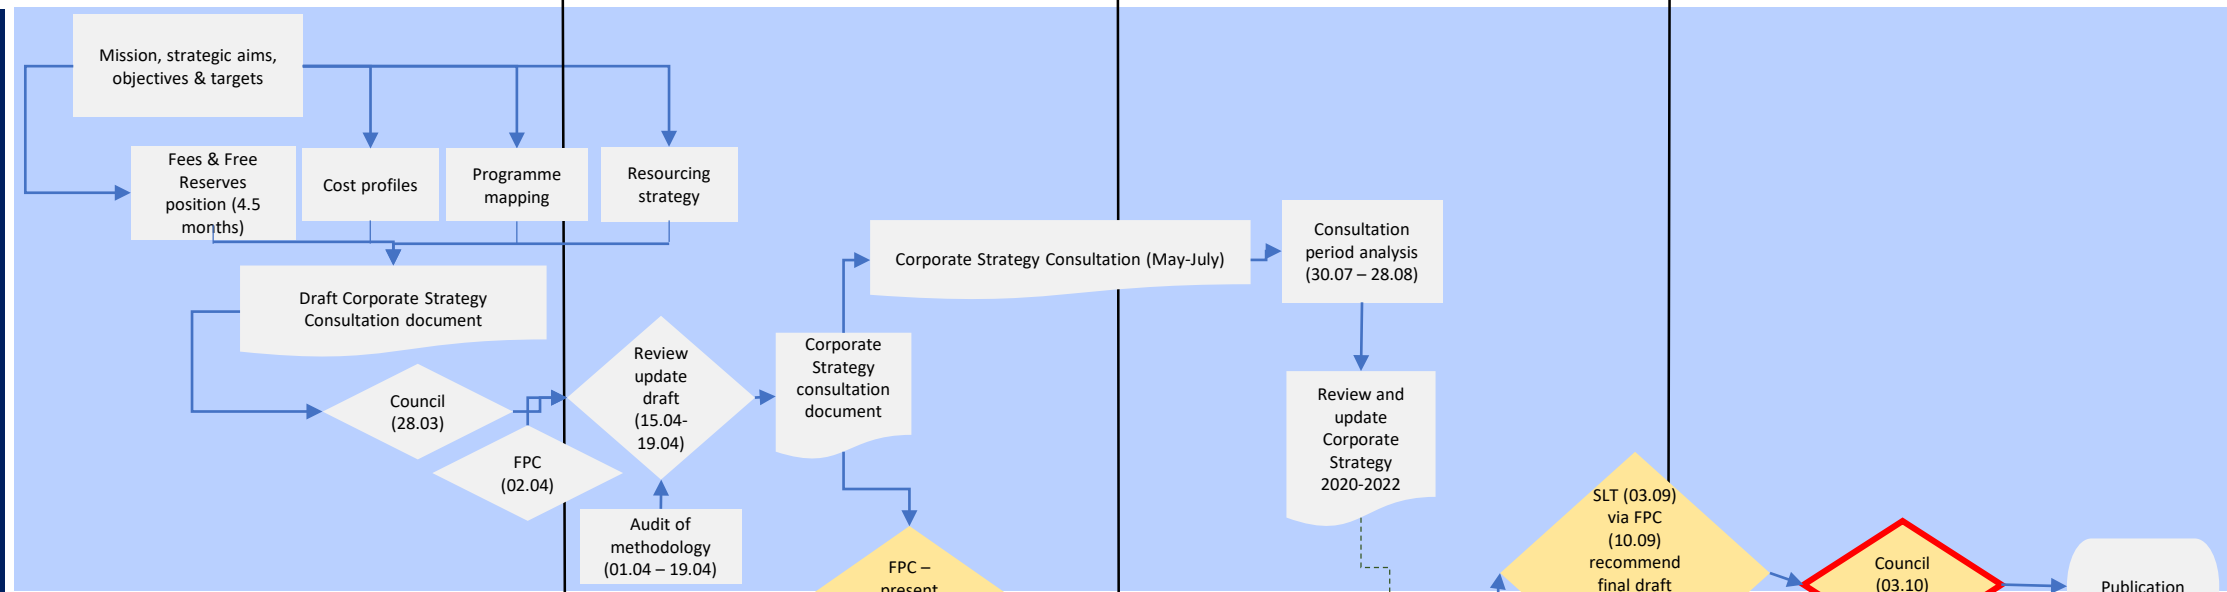 Mission, strategic aims,
objectives & targets
Fees & Free
Reserves
position (4.5
months)
Cost profiles
Programme
mapping
Resourcing
strategy
Draft Corporate Strategy
Consultation document
Council
(28.03)
FPC
(02.04)
Review
update
draft
(15.04-
19.04)
Audit of
methodology
(01.04 – 19.04)
Corporate
Strategy
consultation
document
Corporate Strategy Consultation (May-July)
FPC –
present
Consultation
period analysis
(30.07 – 28.08)
Review and
update
Corporate
Strategy
2020-2022
SLT (03.09)
via FPC
(10.09)
recommend
final draft
Council
(03.10)
Publication